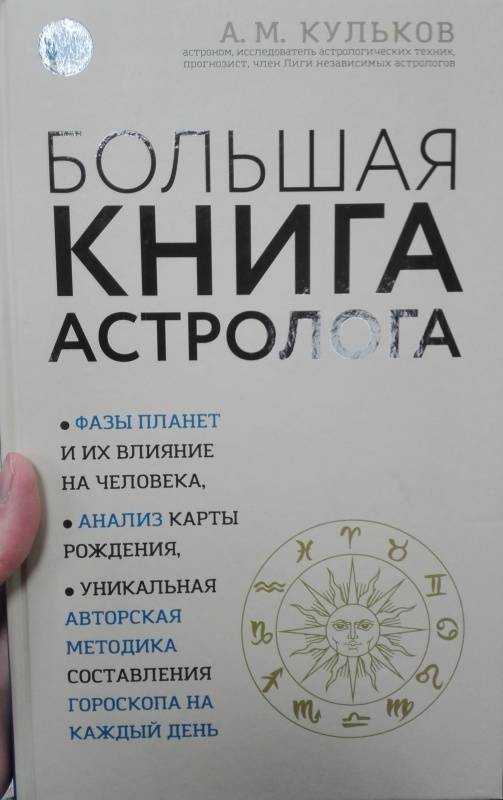 А. М. КУЛЬКОВ
астроном, исследователь астрологических техник,
прогнозист, член Лиги независимых астрологов
БОЛЬШАЯ
КНИГА
АСТРОЛОГА
• ФАЗЫ ПЛАНЕТ
И ИХ ВЛИЯНИЕ
НА ЧЕЛОВЕКА,
• АНАЛИЗ КАРТЫ
РОЖДЕНИЯ,
• УНИКАЛЬНАЯ
АВТОРСКАЯ
МЕТОДИКА
СОСТАВЛЕНИЯ
ГОРОСКОПА НА
КАЖДЫЙ ДЕНЬ